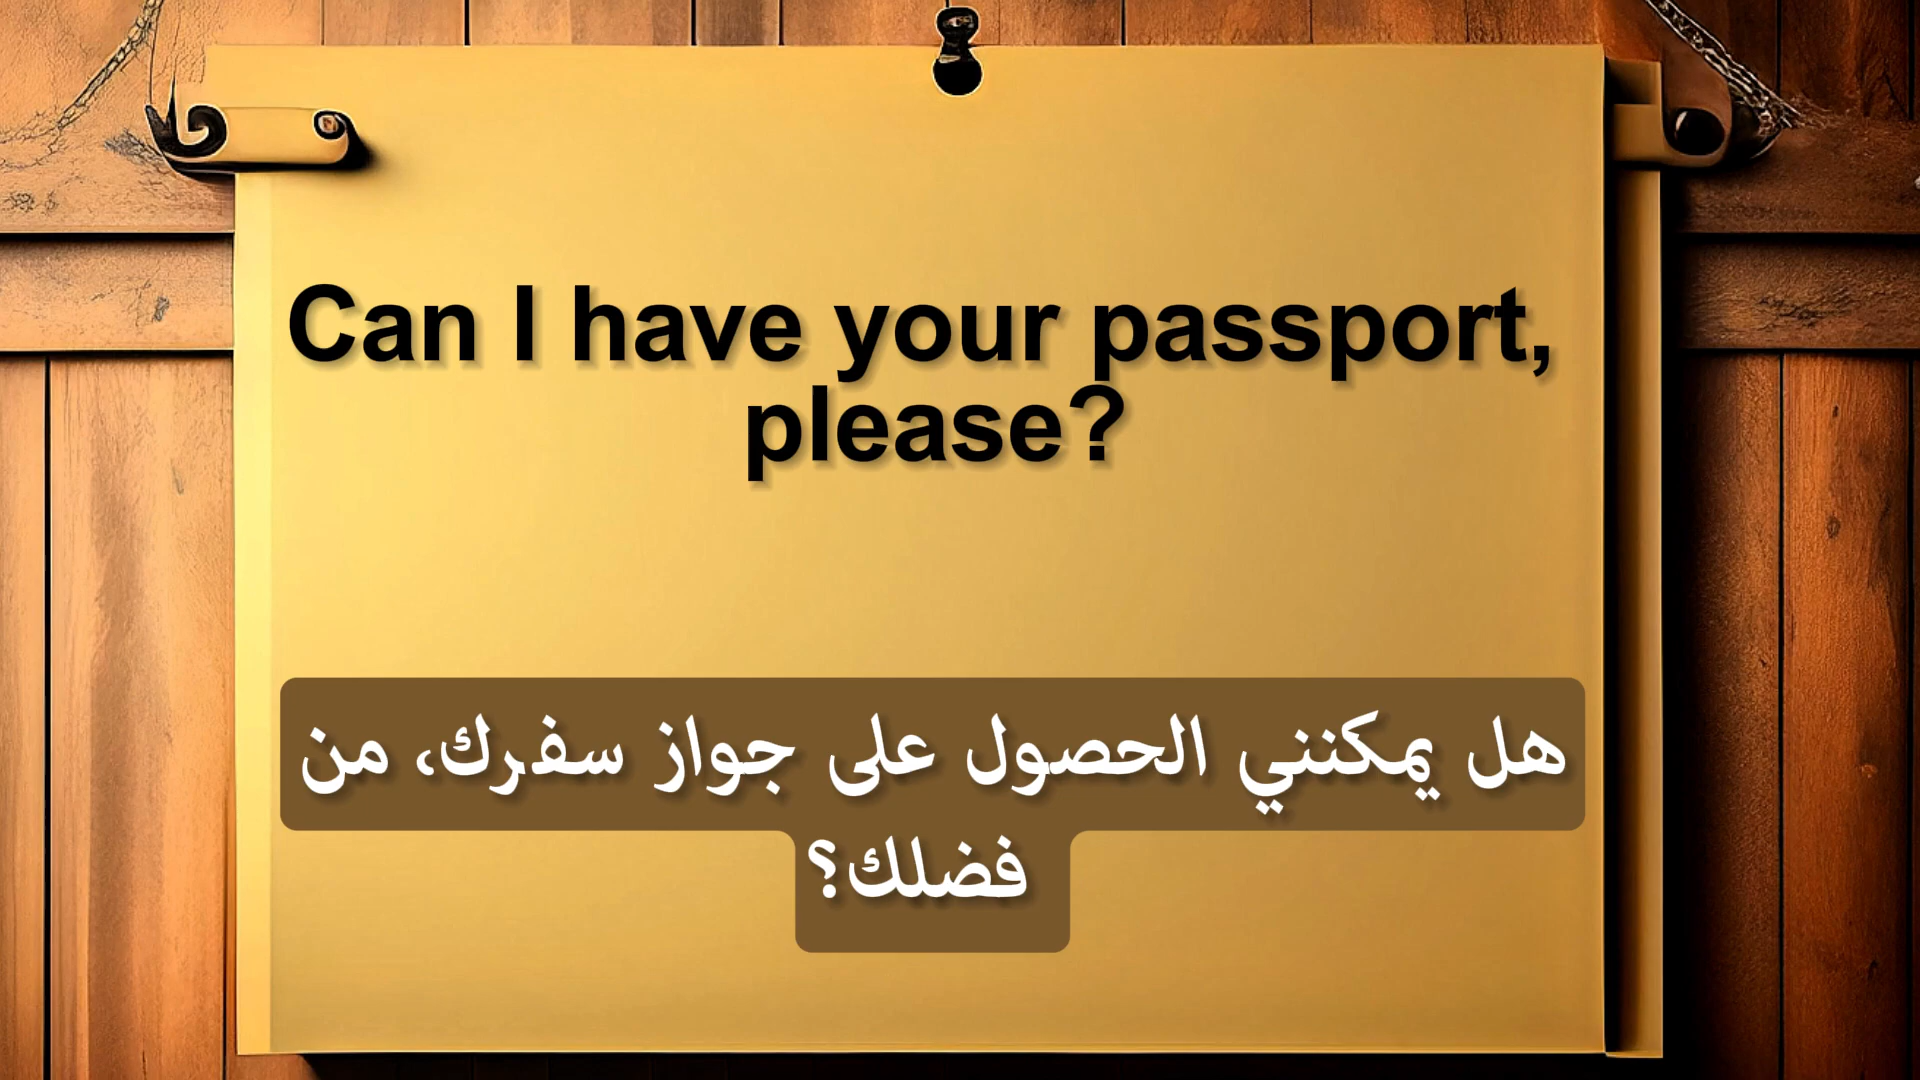 Can I have your passport,
please?
هل يمكنني الحصول على جواز سفرك، من
فضلك؟